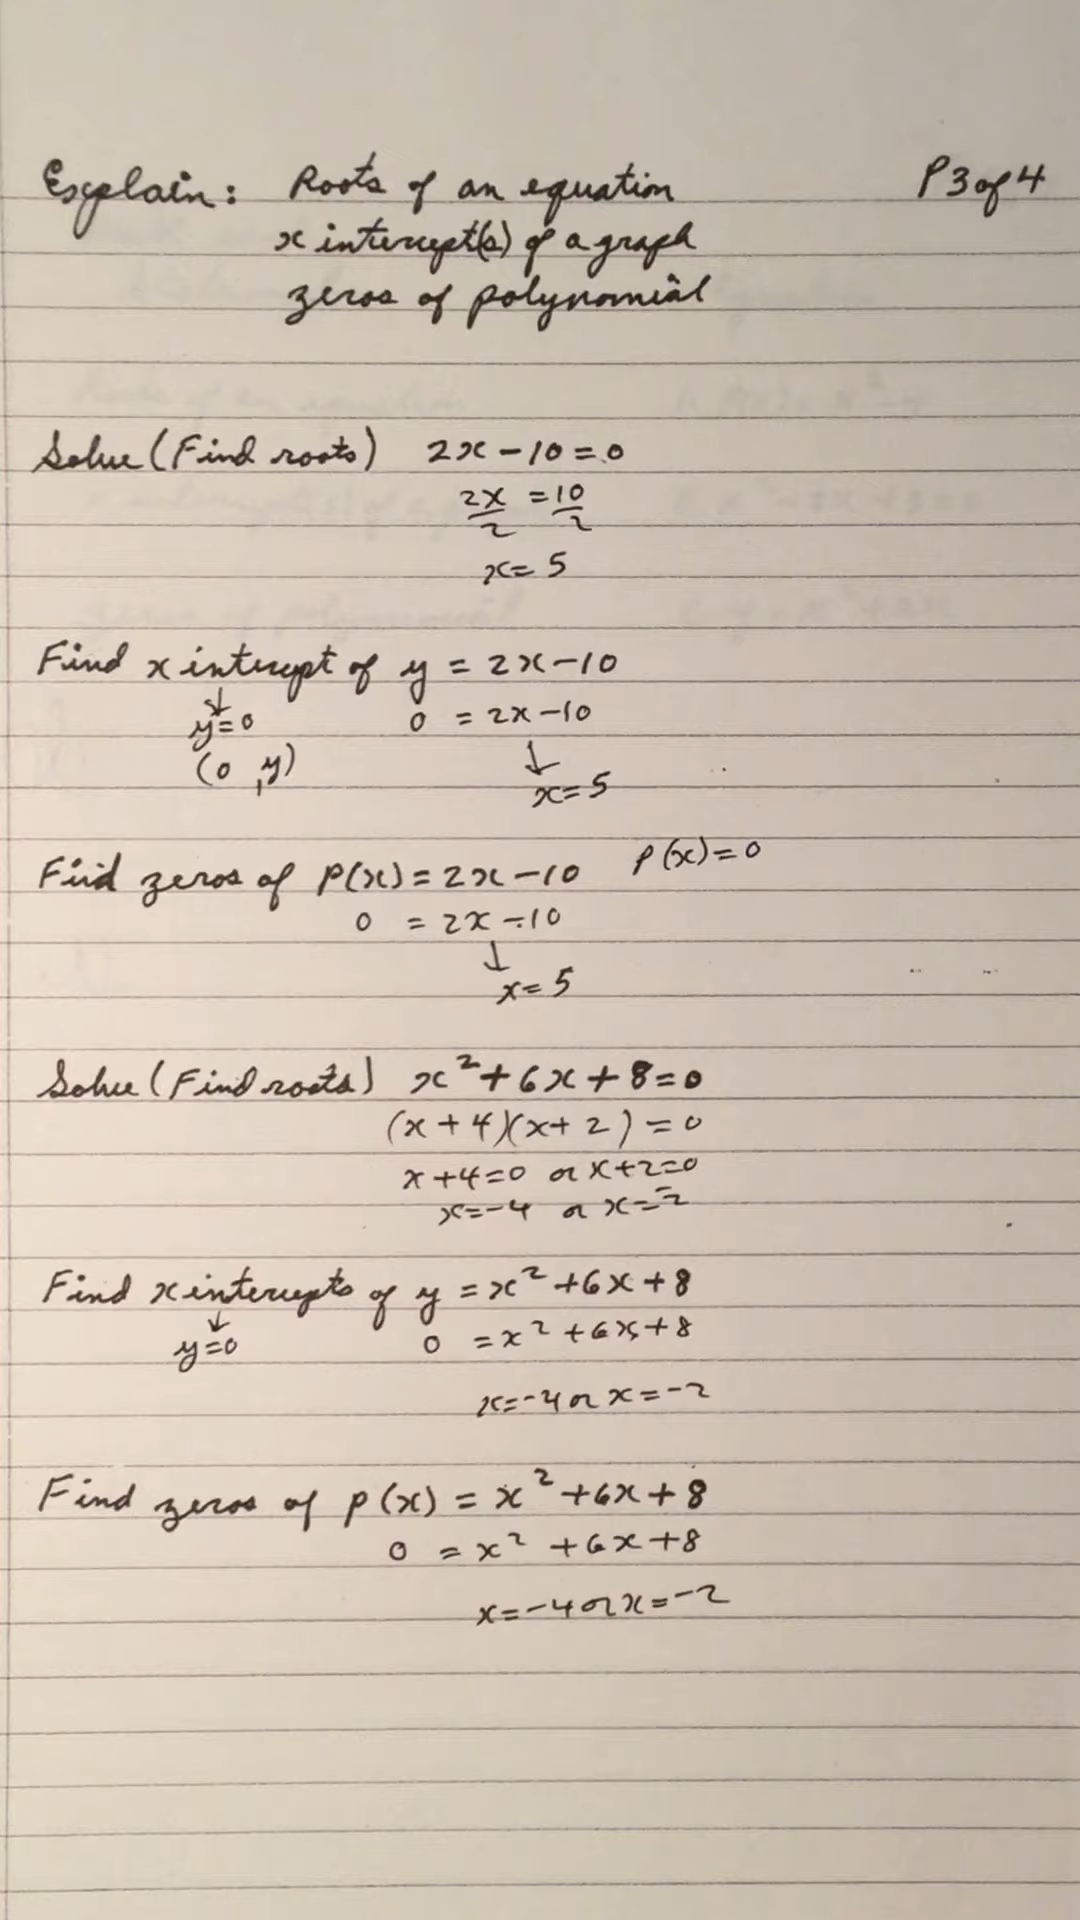 Explain: Roots of an equation P3 of 4
x intercept(s) of a graph
zeros of polynomial
Solve (Find roots) 2x - 10 = 0
2x/2 = 10/2
x = 5
Find x intercept of y = 2x - 10
↓ y = 0 0 = 2x - 10
(0, y) ↓
x = 5
Find zeros of P(x) = 2x - 10 P(x) = 0
0 = 2x - 10
↓
x = 5
Solve (Find roots) x² + 6x + 8 = 0
(x + 4)(x + 2) = 0
x + 4 = 0 or x + 2 = 0
x = -4 or x = -2
Find x intercepts of y = x² + 6x + 8
↓ y = 0 0 = x² + 6x + 8
x = -4 or x = -2
Find zeros of P(x) = x² + 6x + 8
0 = x² + 6x + 8
x = -4 or x = -2